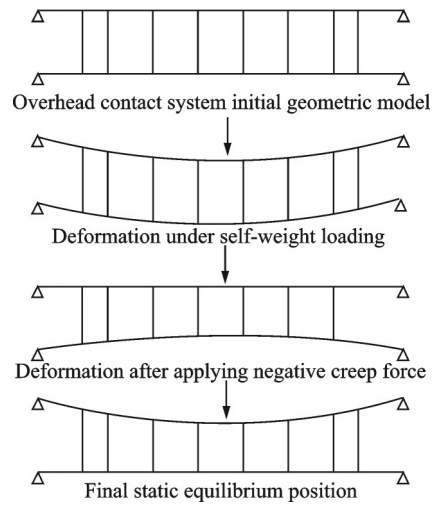 Overhead contact system initial geometric model
Deformation under self-weight loading
Deformation after applying negative creep force
Final static equilibrium position